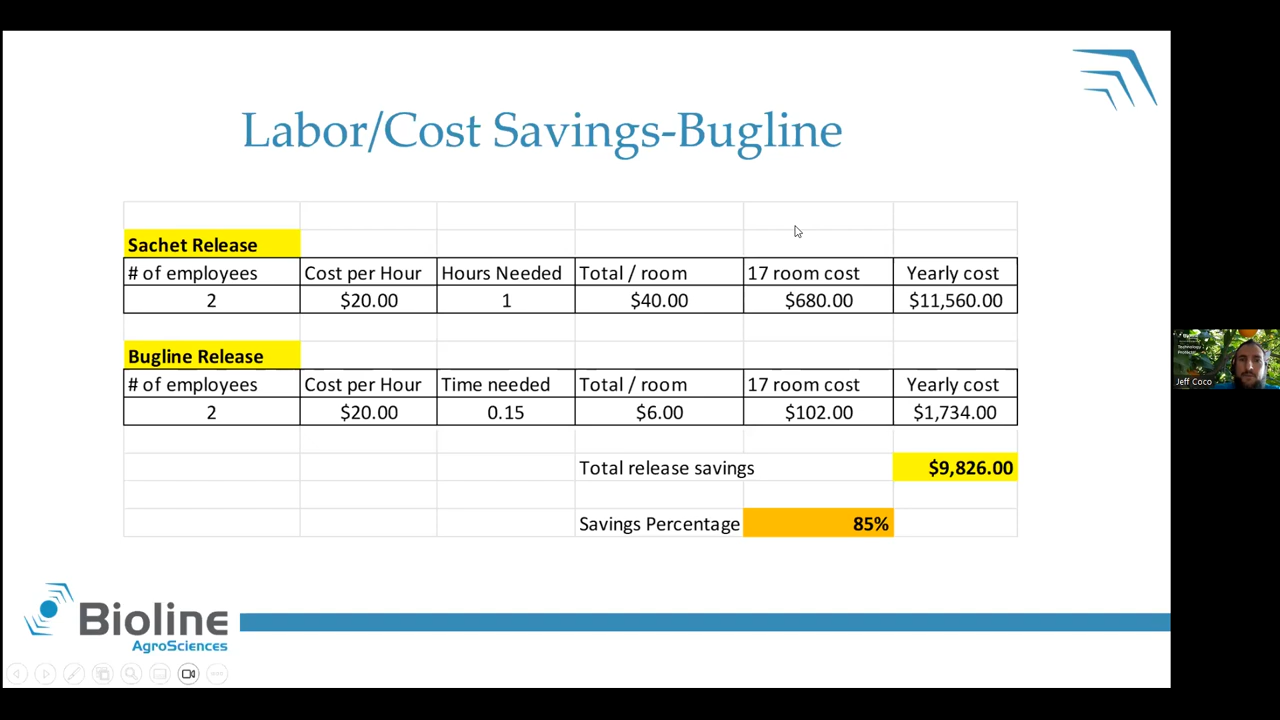 Labor/Cost Savings-Bugline
Sachet Release
# of employees Cost per Hour Hours Needed Total / room 17 room cost Yearly cost
2 $20.00 1 $40.00 $680.00 $11,560.00
Bugline Release
# of employees Cost per Hour Time needed Total / room 17 room cost Yearly cost
2 $20.00 0.15 $6.00 $102.00 $1,734.00
Total release savings $9,826.00
Savings Percentage 85%
Bioline
AgroSciences
Technology
Jeff Coco